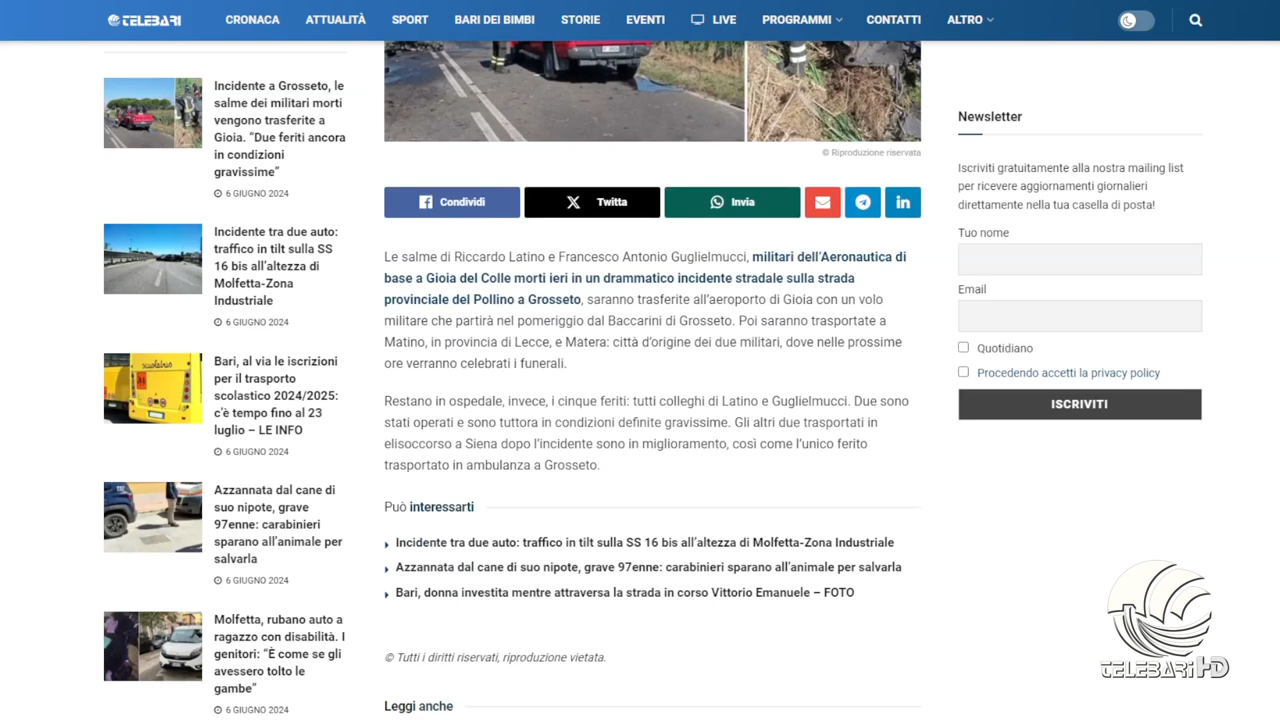 TELEBARI
CRONACA
ATTUALITÀ
SPORT
BARI DEI BIMBI
STORIE
EVENTI
LIVE
PROGRAMMI
CONTATTI
ALTRO
Incidente a Grosseto, le
salme dei militari morti
vengono trasferite a
Gioia. “Due feriti ancora
in condizioni
gravissime”
6 GIUGNO 2024
Incidente tra due auto:
traffico in tilt sulla SS
16 bis all’altezza di
Molfetta-Zona
Industriale
6 GIUGNO 2024
Bari, al via le iscrizioni
per il trasporto
scolastico 2024/2025:
c’è tempo fino al 23
luglio – LE INFO
6 GIUGNO 2024
Azzannata dal cane di
suo nipote, grave
97enne: carabinieri
sparano all’animale per
salvarla
6 GIUGNO 2024
Molfetta, rubano auto a
ragazzo con disabilità. I
genitori: “È come se gli
avessero tolto le
gambe”
6 GIUGNO 2024
scuolabus
© Riproduzione riservata
Condividi
Twitta
Invia
Le salme di Riccardo Latino e Francesco Antonio Guglielmucci, militari dell’Aeronautica di
base a Gioia del Colle morti ieri in un drammatico incidente stradale sulla strada
provinciale del Pollino a Grosseto, saranno trasferite all’aeroporto di Gioia con un volo
militare che partirà nel pomeriggio dal Baccarini di Grosseto. Poi saranno trasportate a
Matino, in provincia di Lecce, e Matera: città d’origine dei due militari, dove nelle prossime
ore verranno celebrati i funerali.
Restano in ospedale, invece, i cinque feriti: tutti colleghi di Latino e Guglielmucci. Due sono
stati operati e sono tuttora in condizioni definite gravissime. Gli altri due trasportati in
elisoccorso a Siena dopo l’incidente sono in miglioramento, così come l’unico ferito
trasportato in ambulanza a Grosseto.
Può interessarti
Incidente tra due auto: traffico in tilt sulla SS 16 bis all’altezza di Molfetta-Zona Industriale
Azzannata dal cane di suo nipote, grave 97enne: carabinieri sparano all’animale per salvarla
Bari, donna investita mentre attraversa la strada in corso Vittorio Emanuele – FOTO
© Tutti i diritti riservati, riproduzione vietata.
Leggi anche
Newsletter
Iscriviti gratuitamente alla nostra mailing list
per ricevere aggiornamenti giornalieri
direttamente nella tua casella di posta!
Tuo nome
Email
Quotidiano
Procedendo accetti la privacy policy
ISCRIVITI
TELEBARI HD